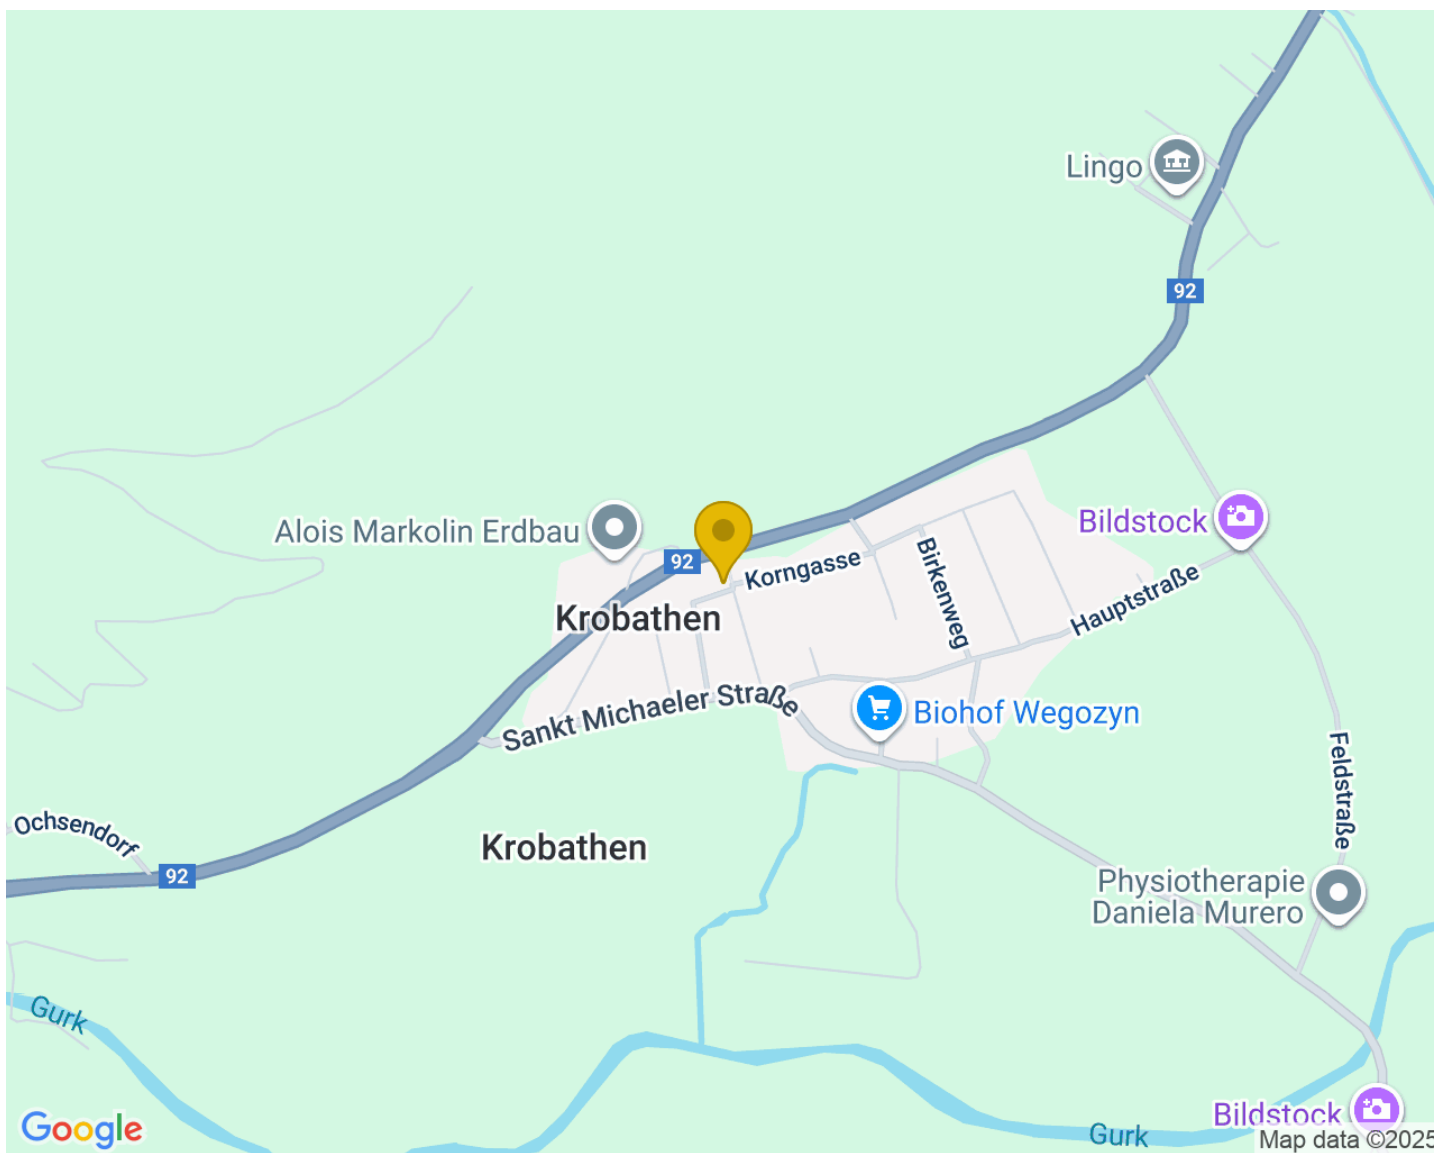 Lingo
92
Bildstock
Alois Markolin Erdbau
92
Korngasse
Birkenweg
Krobathen
Hauptstraße
Sankt Michaeler Straße
Biohof Wegozyn
Feldstraße
Ochsendorf
Krobathen
92
Physiotherapie
Daniela Murero
Gurk
Google
Bildstock
Gurk
Map data ©2025